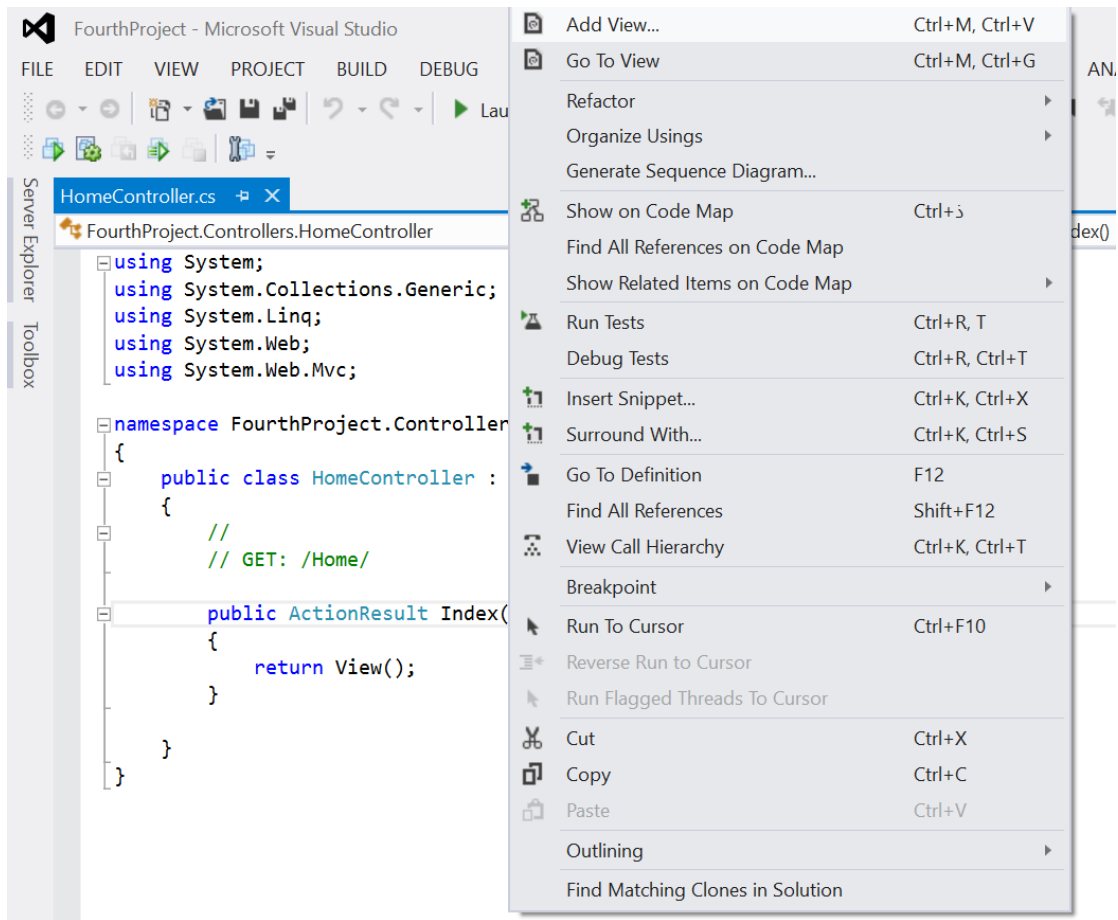 FourthProject - Microsoft Visual Studio
FILE EDIT VIEW PROJECT BUILD DEBUG
Server Explorer
Toolbox
HomeController.cs
FourthProject.Controllers.HomeController
using System;
using System.Collections.Generic;
using System.Linq;
using System.Web;
using System.Web.Mvc;
namespace FourthProject.Controller
{
public class HomeController :
{
//
// GET: /Home/
public ActionResult Index(
{
return View();
}
}
}
Add View... Ctrl+M, Ctrl+V
Go To View Ctrl+M, Ctrl+G
Refactor
Organize Usings
Generate Sequence Diagram...
Show on Code Map Ctrl+ذ
Find All References on Code Map
Show Related Items on Code Map
Run Tests Ctrl+R, T
Debug Tests Ctrl+R, Ctrl+T
Insert Snippet... Ctrl+K, Ctrl+X
Surround With... Ctrl+K, Ctrl+S
Go To Definition F12
Find All References Shift+F12
View Call Hierarchy Ctrl+K, Ctrl+T
Breakpoint
Run To Cursor Ctrl+F10
Reverse Run to Cursor
Run Flagged Threads To Cursor
Cut Ctrl+X
Copy Ctrl+C
Paste Ctrl+V
Outlining
Find Matching Clones in Solution